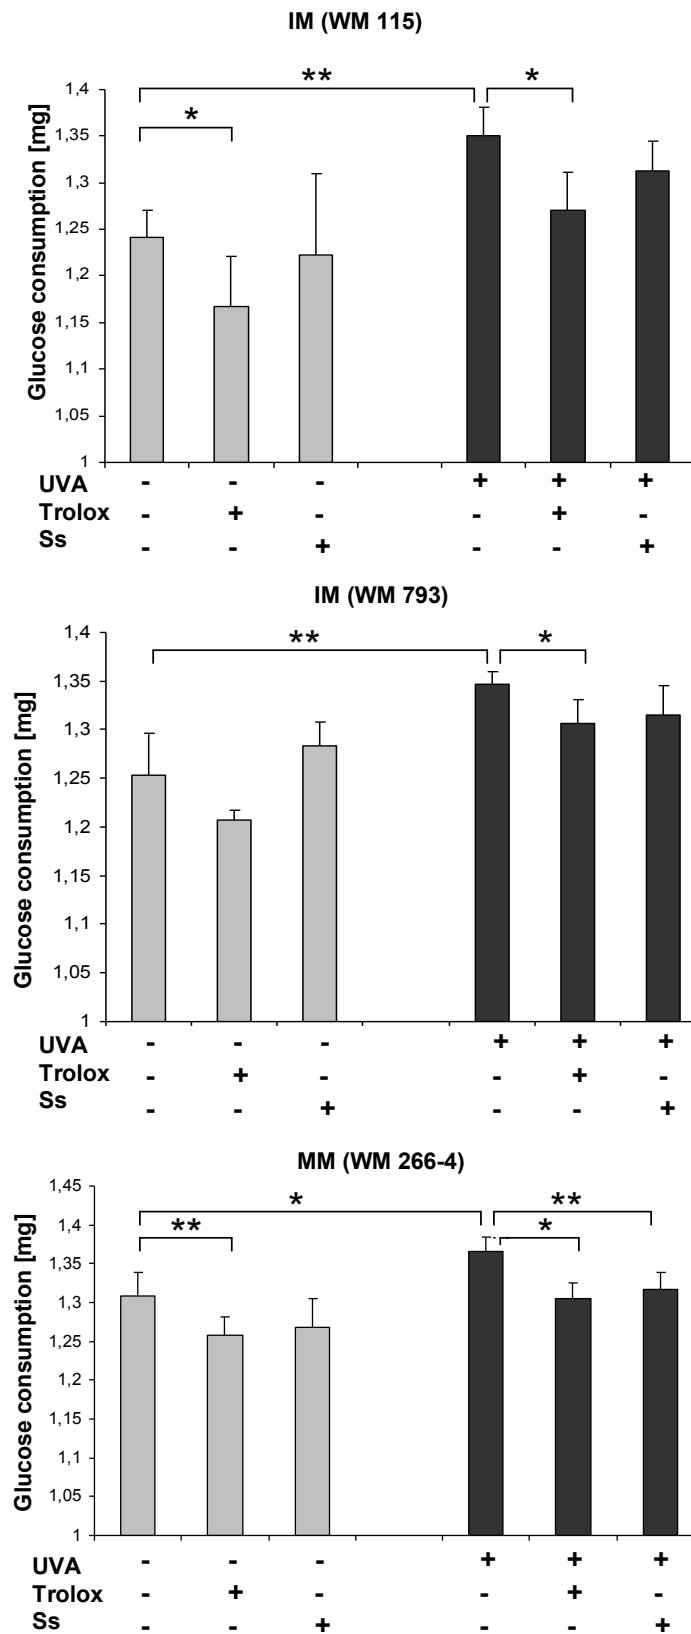 IM (WM 115)
Glucose consumption [mg]
1,4
1,35
1,3
1,25
1,2
1,15
1,1
1,05
1
** *
*
UVA - - - + + +
Trolox - + - - + -
Ss - - + - - +
IM (WM 793)
Glucose consumption [mg]
1,4
1,35
1,3
1,25
1,2
1,15
1,1
1,05
1
** *
UVA - - - + + +
Trolox - + - - + -
Ss - - + - - +
MM (WM 266-4)
Glucose consumption [mg]
1,45
1,4
1,35
1,3
1,25
1,2
1,15
1,1
1,05
1
* **
** *
UVA - - - + + +
Trolox - + - - + -
Ss - - + - - +